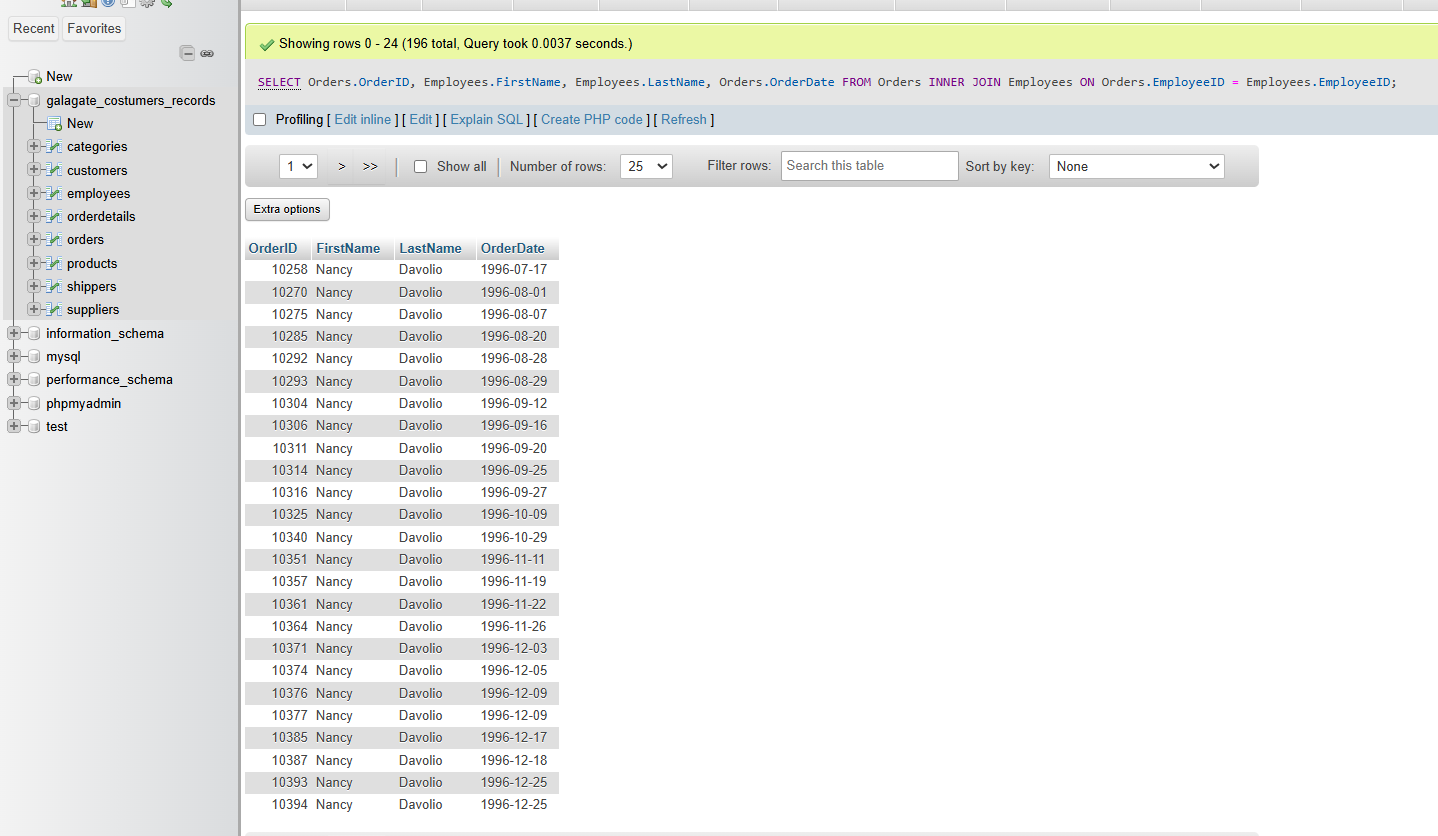 Recent Favorites
New
galagate_costumers_records
New
categories
customers
employees
orderdetails
orders
products
shippers
suppliers
information_schema
mysql
performance_schema
phpmyadmin
test
Showing rows 0 - 24 (196 total, Query took 0.0037 seconds.)
SELECT Orders.OrderID, Employees.FirstName, Employees.LastName, Orders.OrderDate FROM Orders INNER JOIN Employees ON Orders.EmployeeID = Employees.EmployeeID;
Profiling [ Edit inline ] [ Edit ] [ Explain SQL ] [ Create PHP code ] [ Refresh ]
1 > >> Show all Number of rows: 25 Filter rows: Search this table Sort by key: None
Extra options
OrderID FirstName LastName OrderDate
10258 Nancy Davolio 1996-07-17
10270 Nancy Davolio 1996-08-01
10275 Nancy Davolio 1996-08-07
10285 Nancy Davolio 1996-08-20
10292 Nancy Davolio 1996-08-28
10293 Nancy Davolio 1996-08-29
10304 Nancy Davolio 1996-09-12
10306 Nancy Davolio 1996-09-16
10311 Nancy Davolio 1996-09-20
10314 Nancy Davolio 1996-09-25
10316 Nancy Davolio 1996-09-27
10325 Nancy Davolio 1996-10-09
10340 Nancy Davolio 1996-10-29
10351 Nancy Davolio 1996-11-11
10357 Nancy Davolio 1996-11-19
10361 Nancy Davolio 1996-11-22
10364 Nancy Davolio 1996-11-26
10371 Nancy Davolio 1996-12-03
10374 Nancy Davolio 1996-12-05
10376 Nancy Davolio 1996-12-09
10377 Nancy Davolio 1996-12-09
10385 Nancy Davolio 1996-12-17
10387 Nancy Davolio 1996-12-18
10393 Nancy Davolio 1996-12-25
10394 Nancy Davolio 1996-12-25